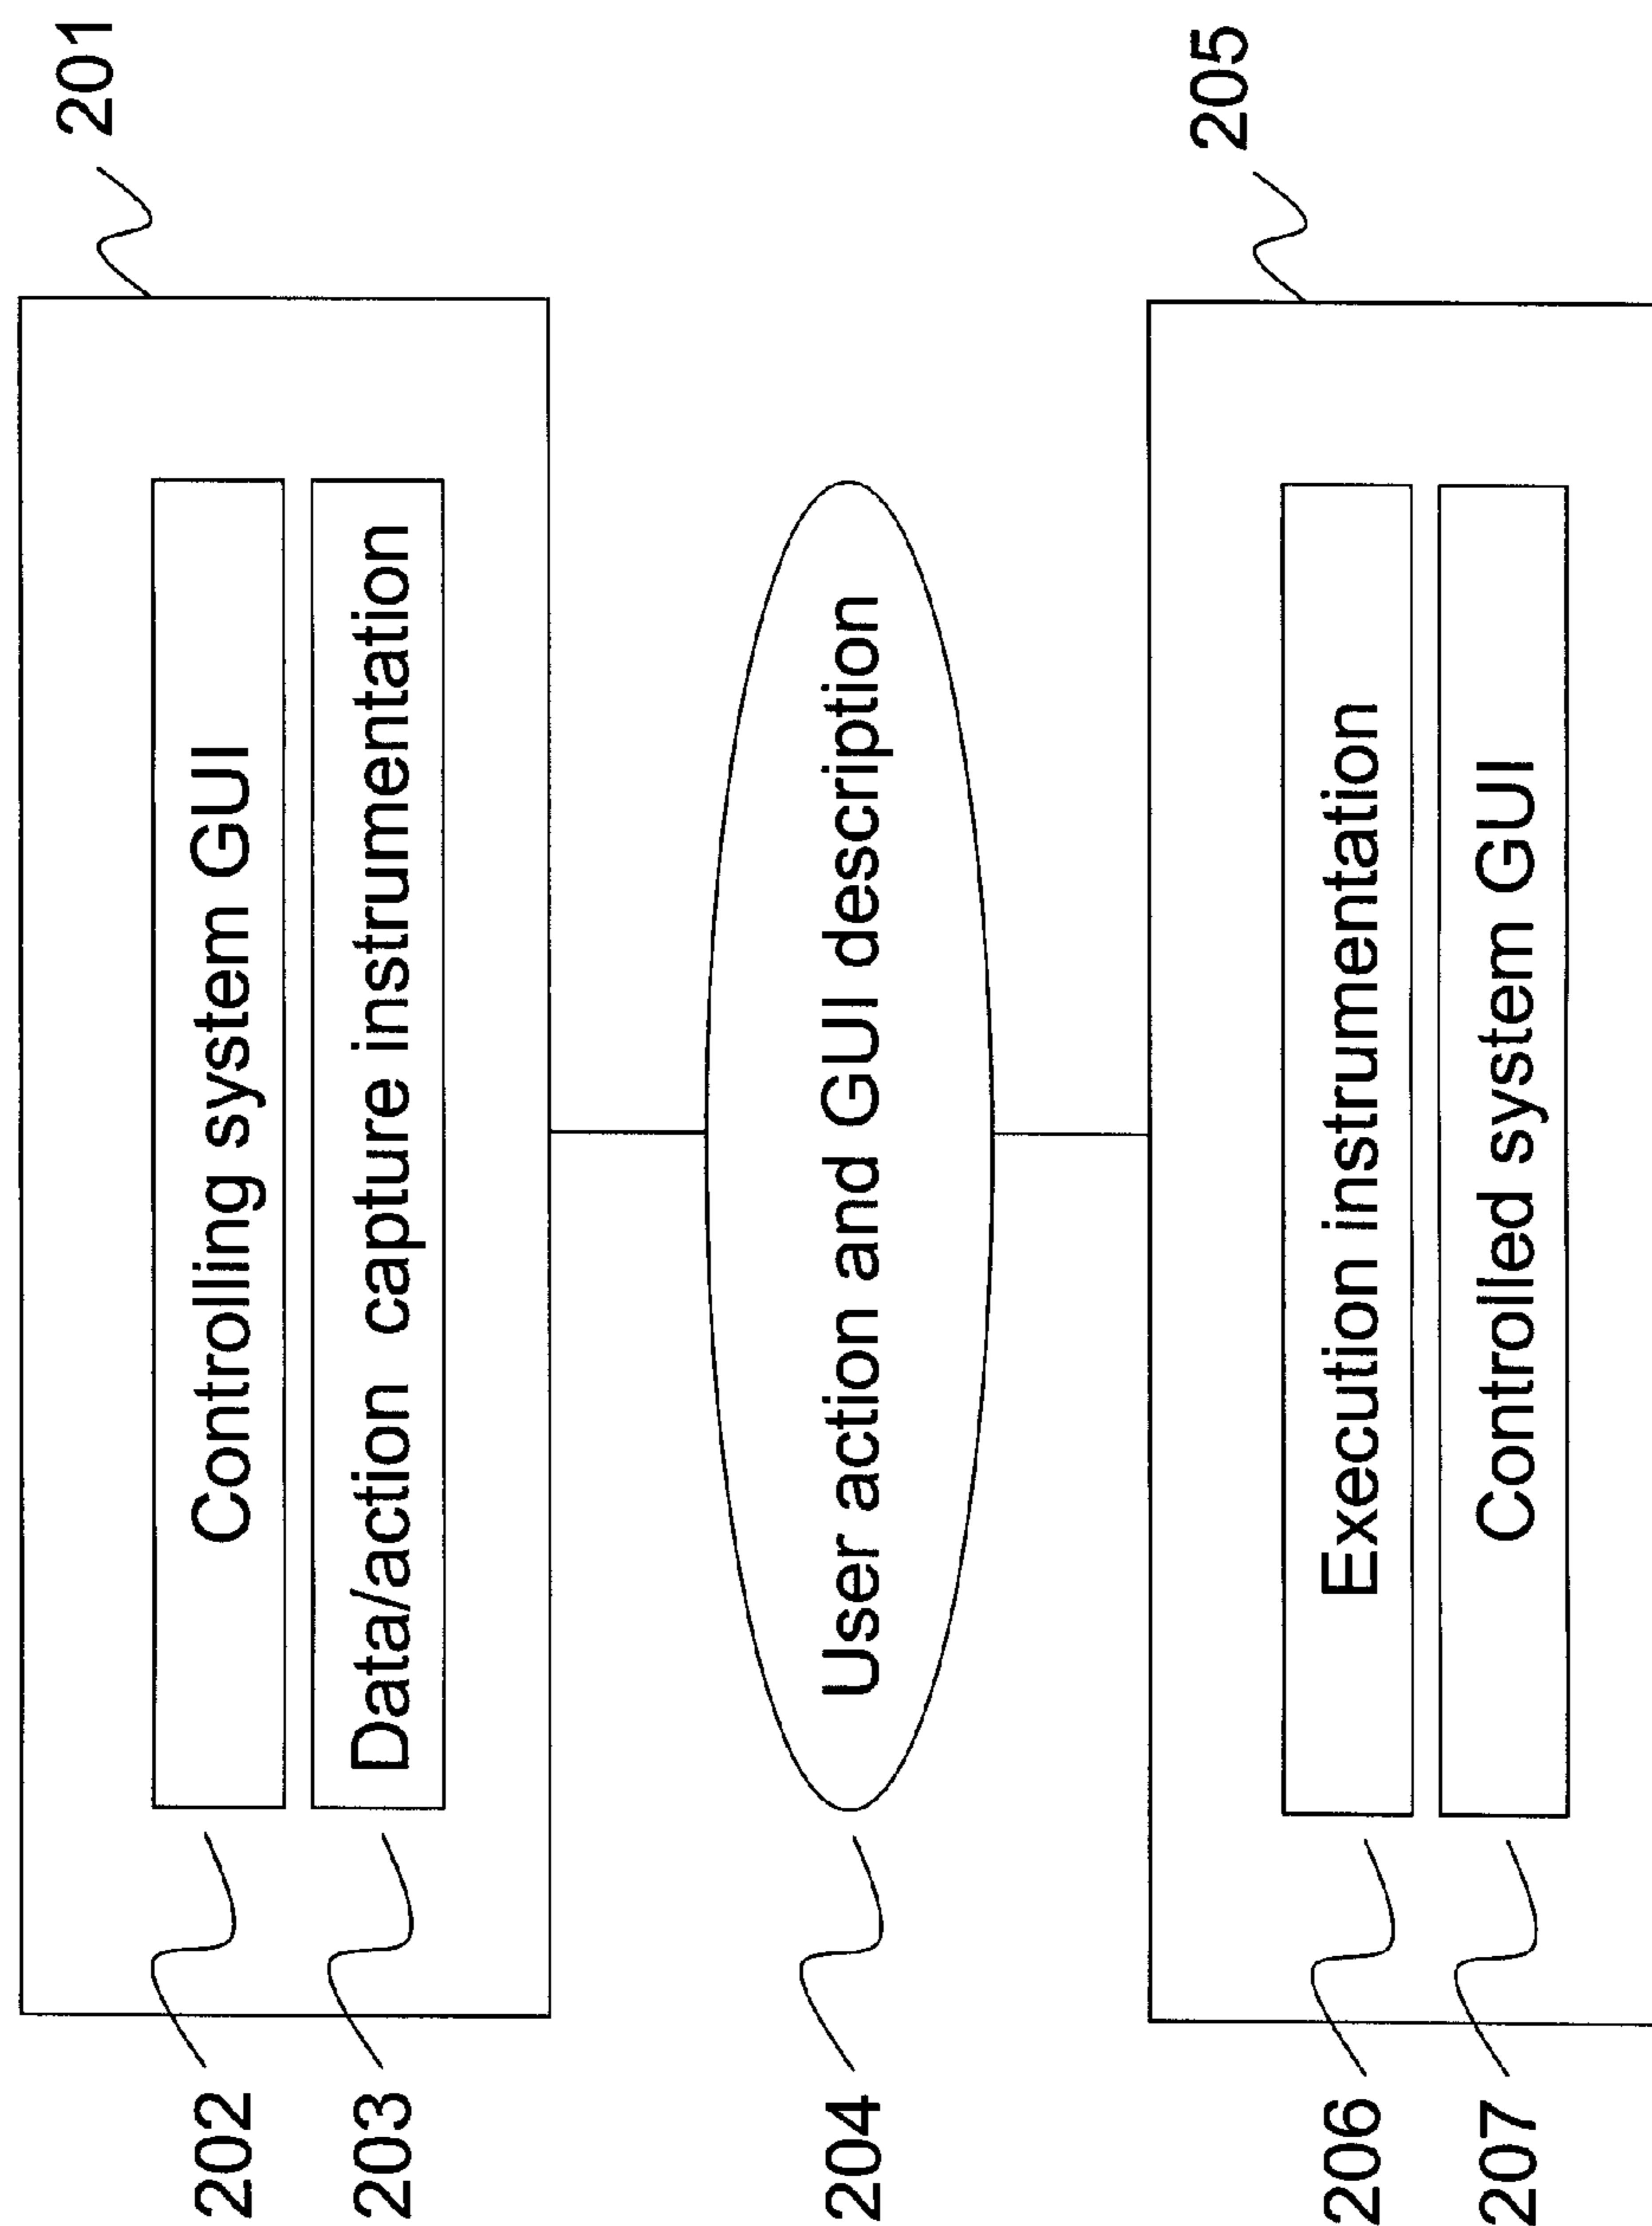 201
202
Controlling system GUI
203
Data/action capture instrumentation
204
User action and GUI description
205
206
Execution instrumentation
207
Controlled system GUI